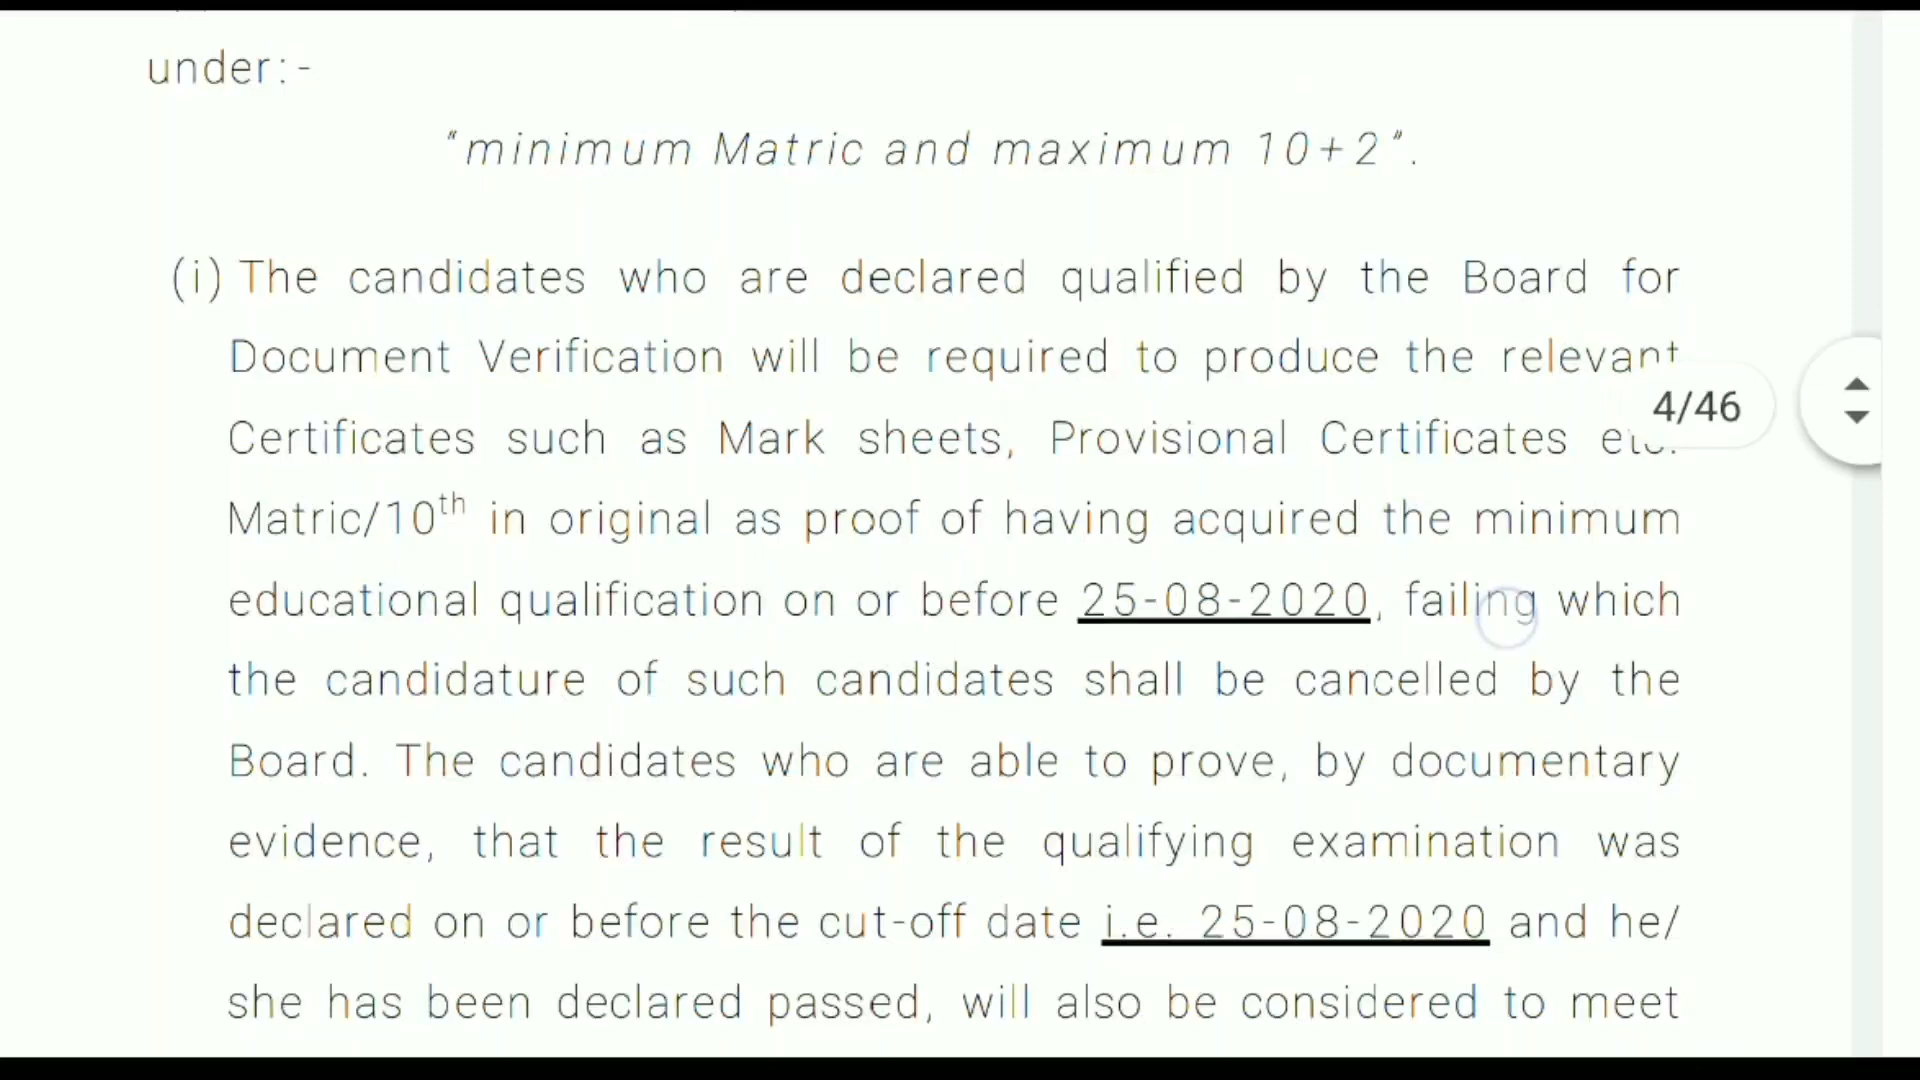 under:-
"minimum Matric and maximum 10+2".
(i) The candidates who are declared qualified by the Board for
Document Verification will be required to produce the relevant
4/46
Certificates such as Mark sheets, Provisional Certificates etc.
Matric/10th in original as proof of having acquired the minimum
educational qualification on or before 25-08-2020, failing which
the candidature of such candidates shall be cancelled by the
Board. The candidates who are able to prove, by documentary
evidence, that the result of the qualifying examination was
declared on or before the cut-off date i.e. 25-08-2020 and he/
she has been declared passed, will also be considered to meet